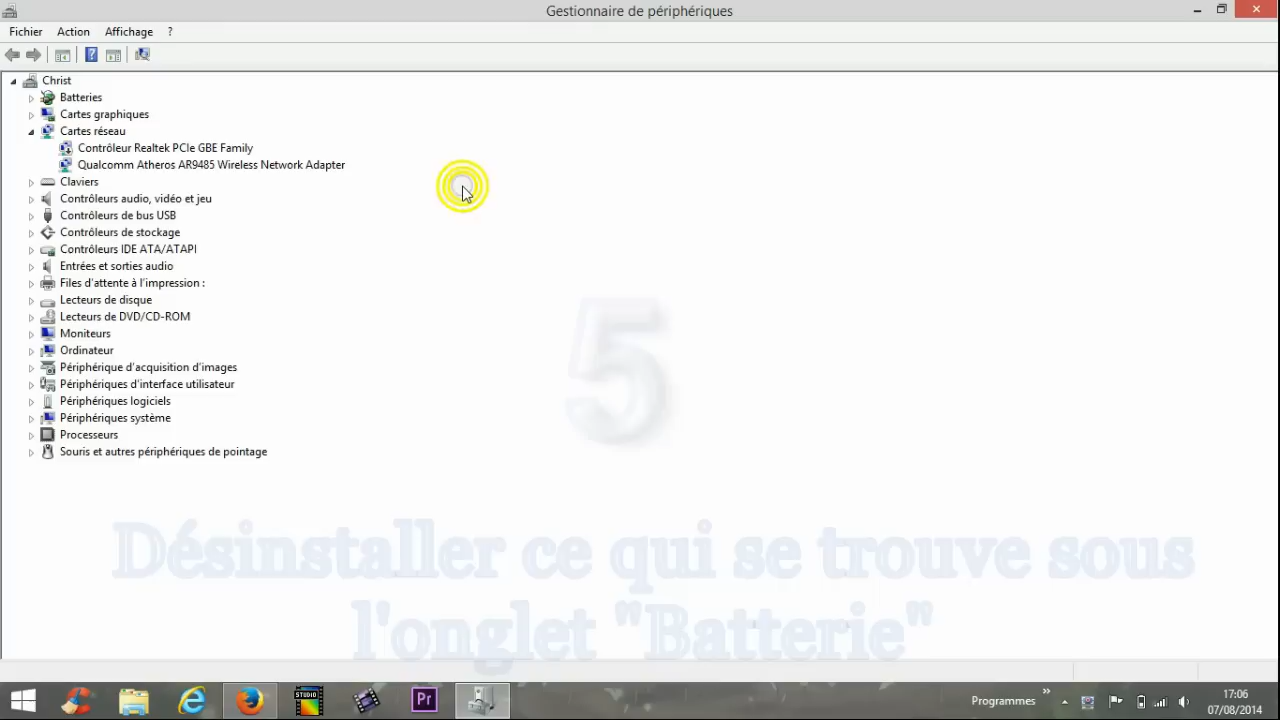 Gestionnaire de périphériques
Fichier Action Affichage ?
Christ
Batteries
Cartes graphiques
Cartes réseau
Contrôleur Realtek PCIe GBE Family
Qualcomm Atheros AR9485 Wireless Network Adapter
Claviers
Contrôleurs audio, vidéo et jeu
Contrôleurs de bus USB
Contrôleurs de stockage
Contrôleurs IDE ATA/ATAPI
Entrées et sorties audio
Files d'attente à l'impression :
Lecteurs de disque
Lecteurs de DVD/CD-ROM
Moniteurs
Ordinateur
Périphérique d'acquisition d'images
Périphériques d'interface utilisateur
Périphériques logiciels
Périphériques système
Processeurs
Souris et autres périphériques de pointage
5
Désinstaller ce qui se trouve sous
l'onglet "Batterie"
STUDIO
Pr
Programmes »
17:06
07/08/2014